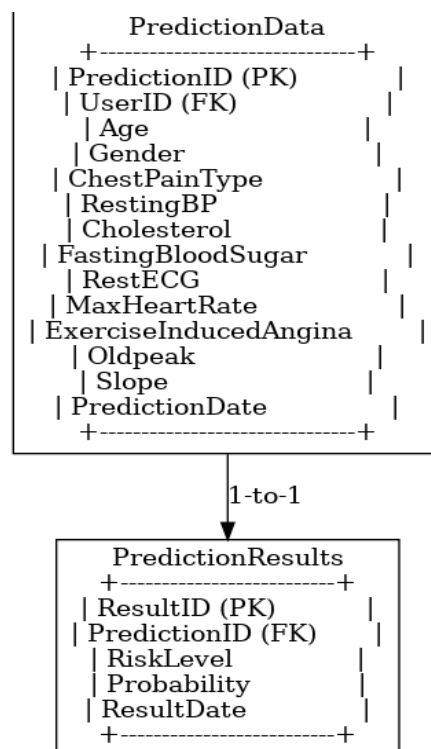 PredictionData
+-------------------------------+
| PredictionID (PK) |
| UserID (FK) |
| Age |
| Gender |
| ChestPainType |
| RestingBP |
| Cholesterol |
| FastingBloodSugar |
| RestECG |
| MaxHeartRate |
| ExerciseInducedAngina |
| Oldpeak |
| Slope |
| PredictionDate |
+-------------------------------+
1-to-1
PredictionResults
+--------------------------+
| ResultID (PK) |
| PredictionID (FK) |
| RiskLevel |
| Probability |
| ResultDate |
+--------------------------+